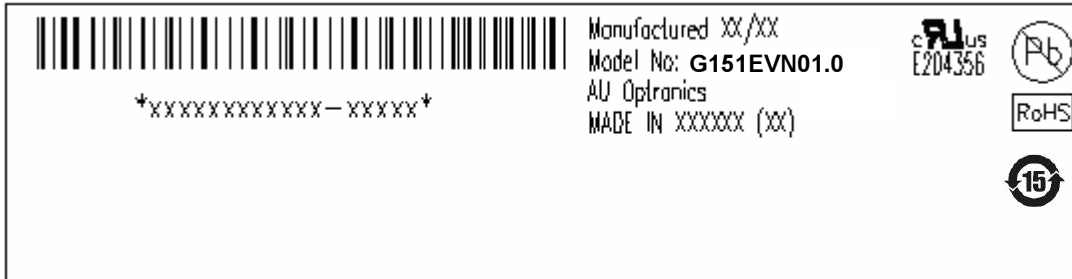 Manufactured XX/XX
Model No: G151EVN01.0
AU Optronics
MADE IN XXXXXX (XX)
*xxxxxxxxxxxx-xxxxx*
c RU us
E204356
Pb
RoHS
15